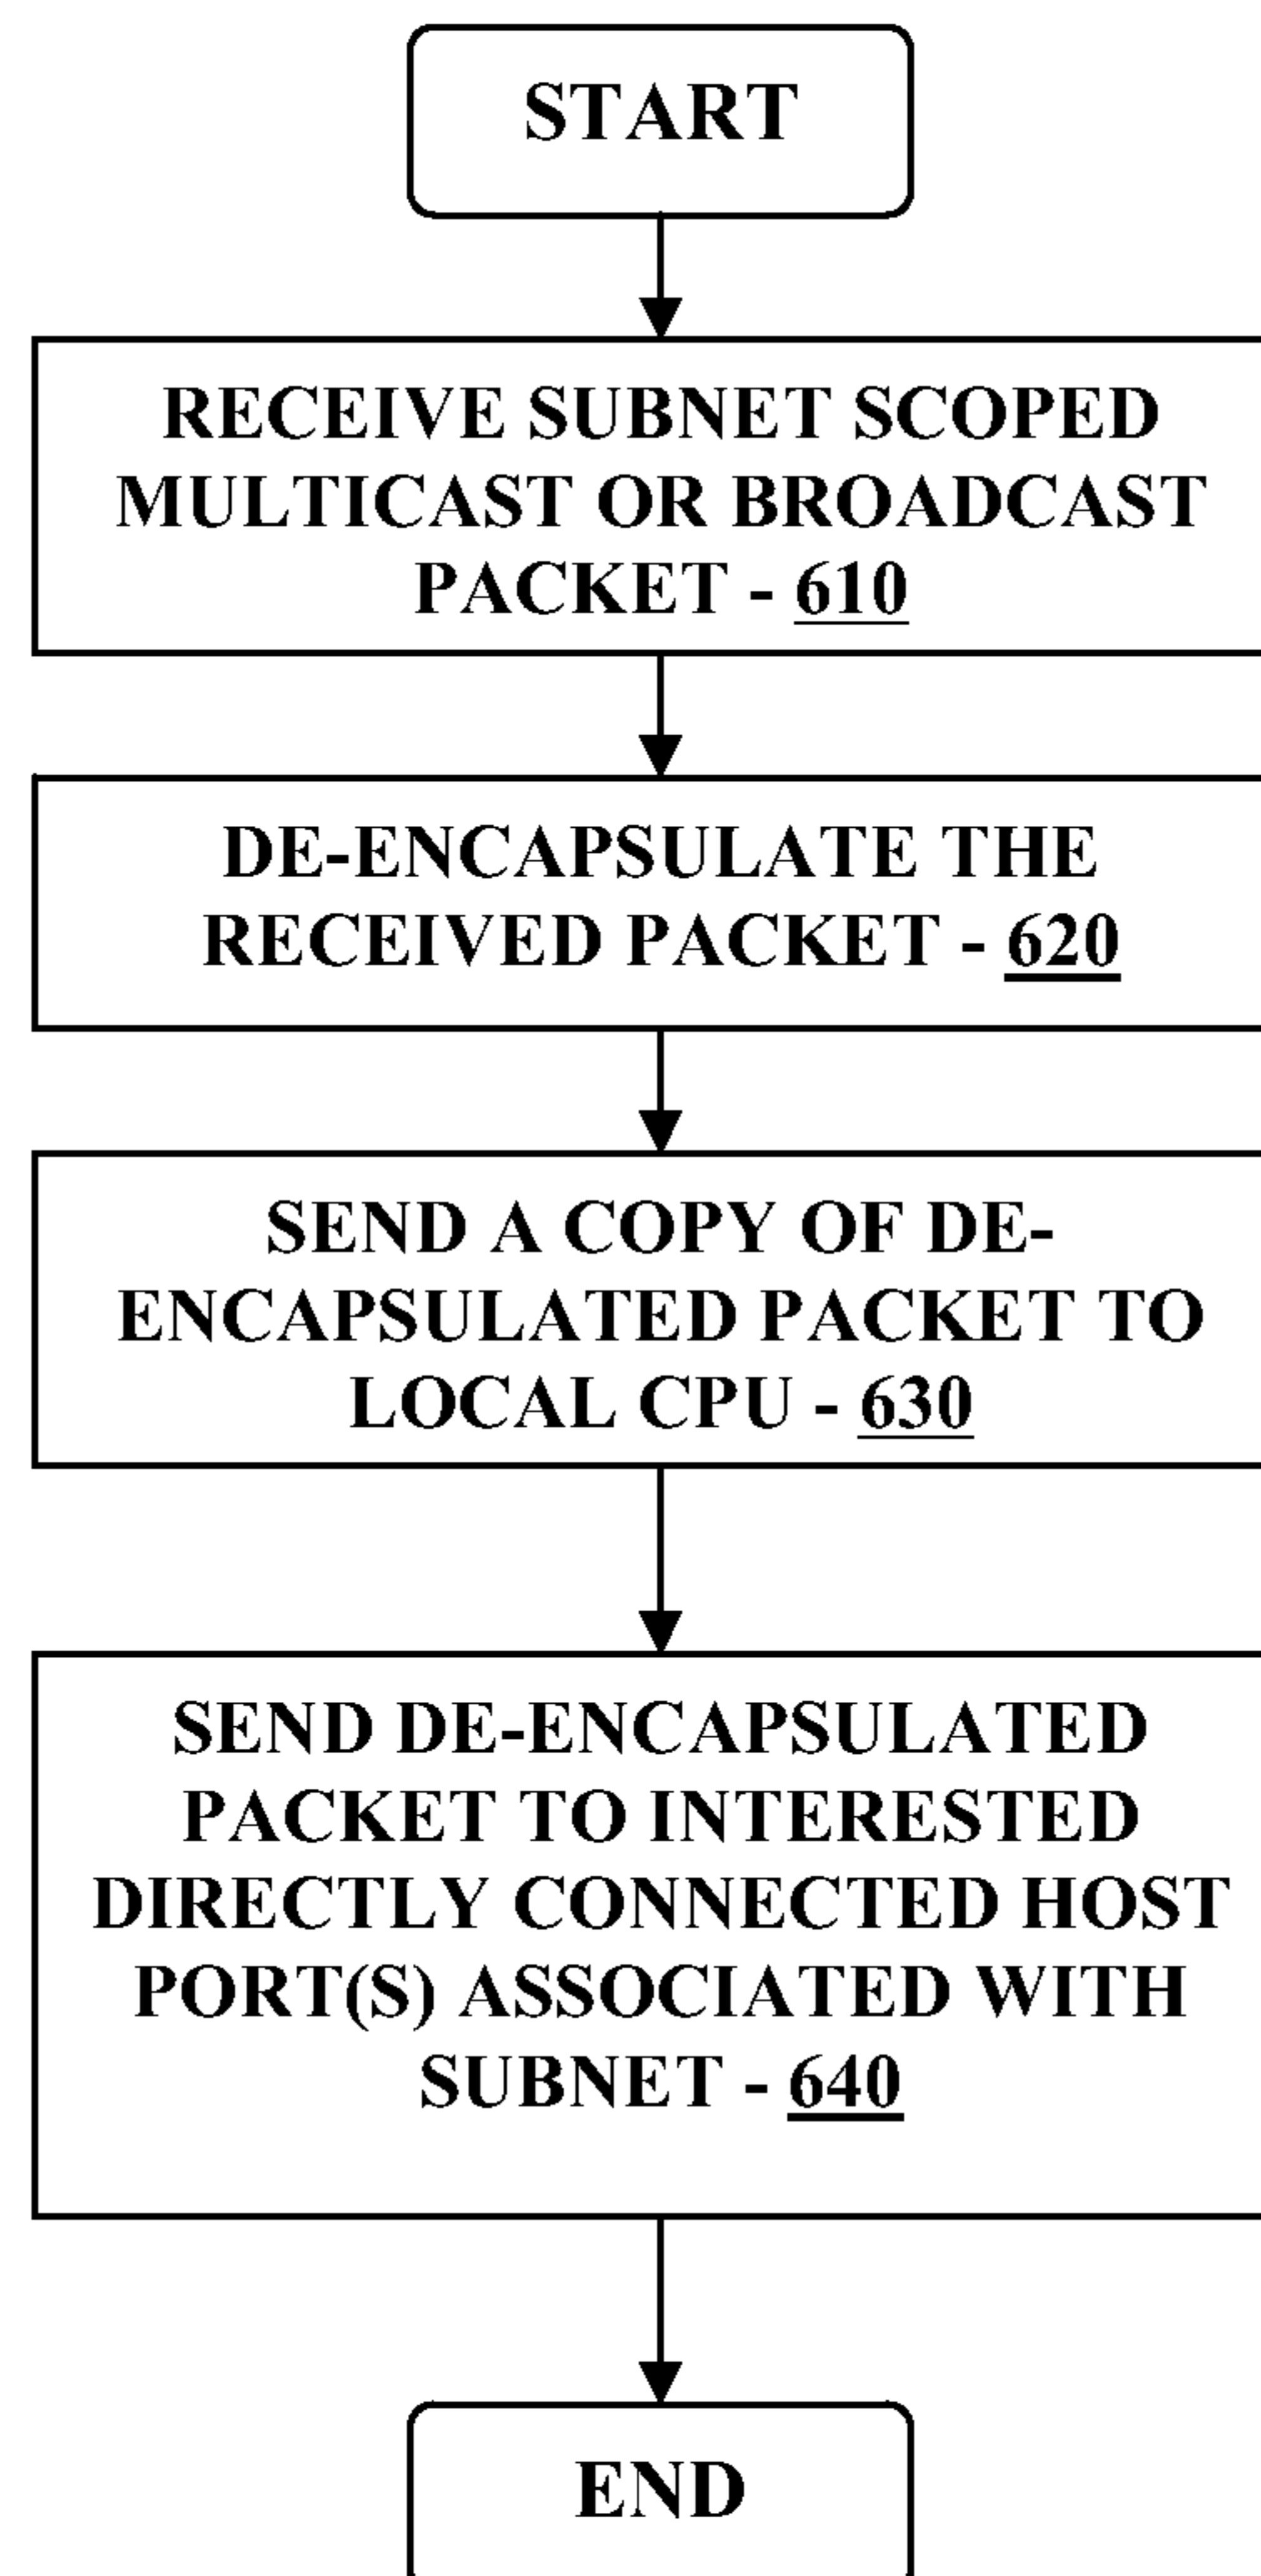 START
RECEIVE SUBNET SCOPED
MULTICAST OR BROADCAST
PACKET - 610
DE-ENCAPSULATE THE
RECEIVED PACKET - 620
SEND A COPY OF DE-
ENCAPSULATED PACKET TO
LOCAL CPU - 630
SEND DE-ENCAPSULATED
PACKET TO INTERESTED
DIRECTLY CONNECTED HOST
PORT(S) ASSOCIATED WITH
SUBNET - 640
END